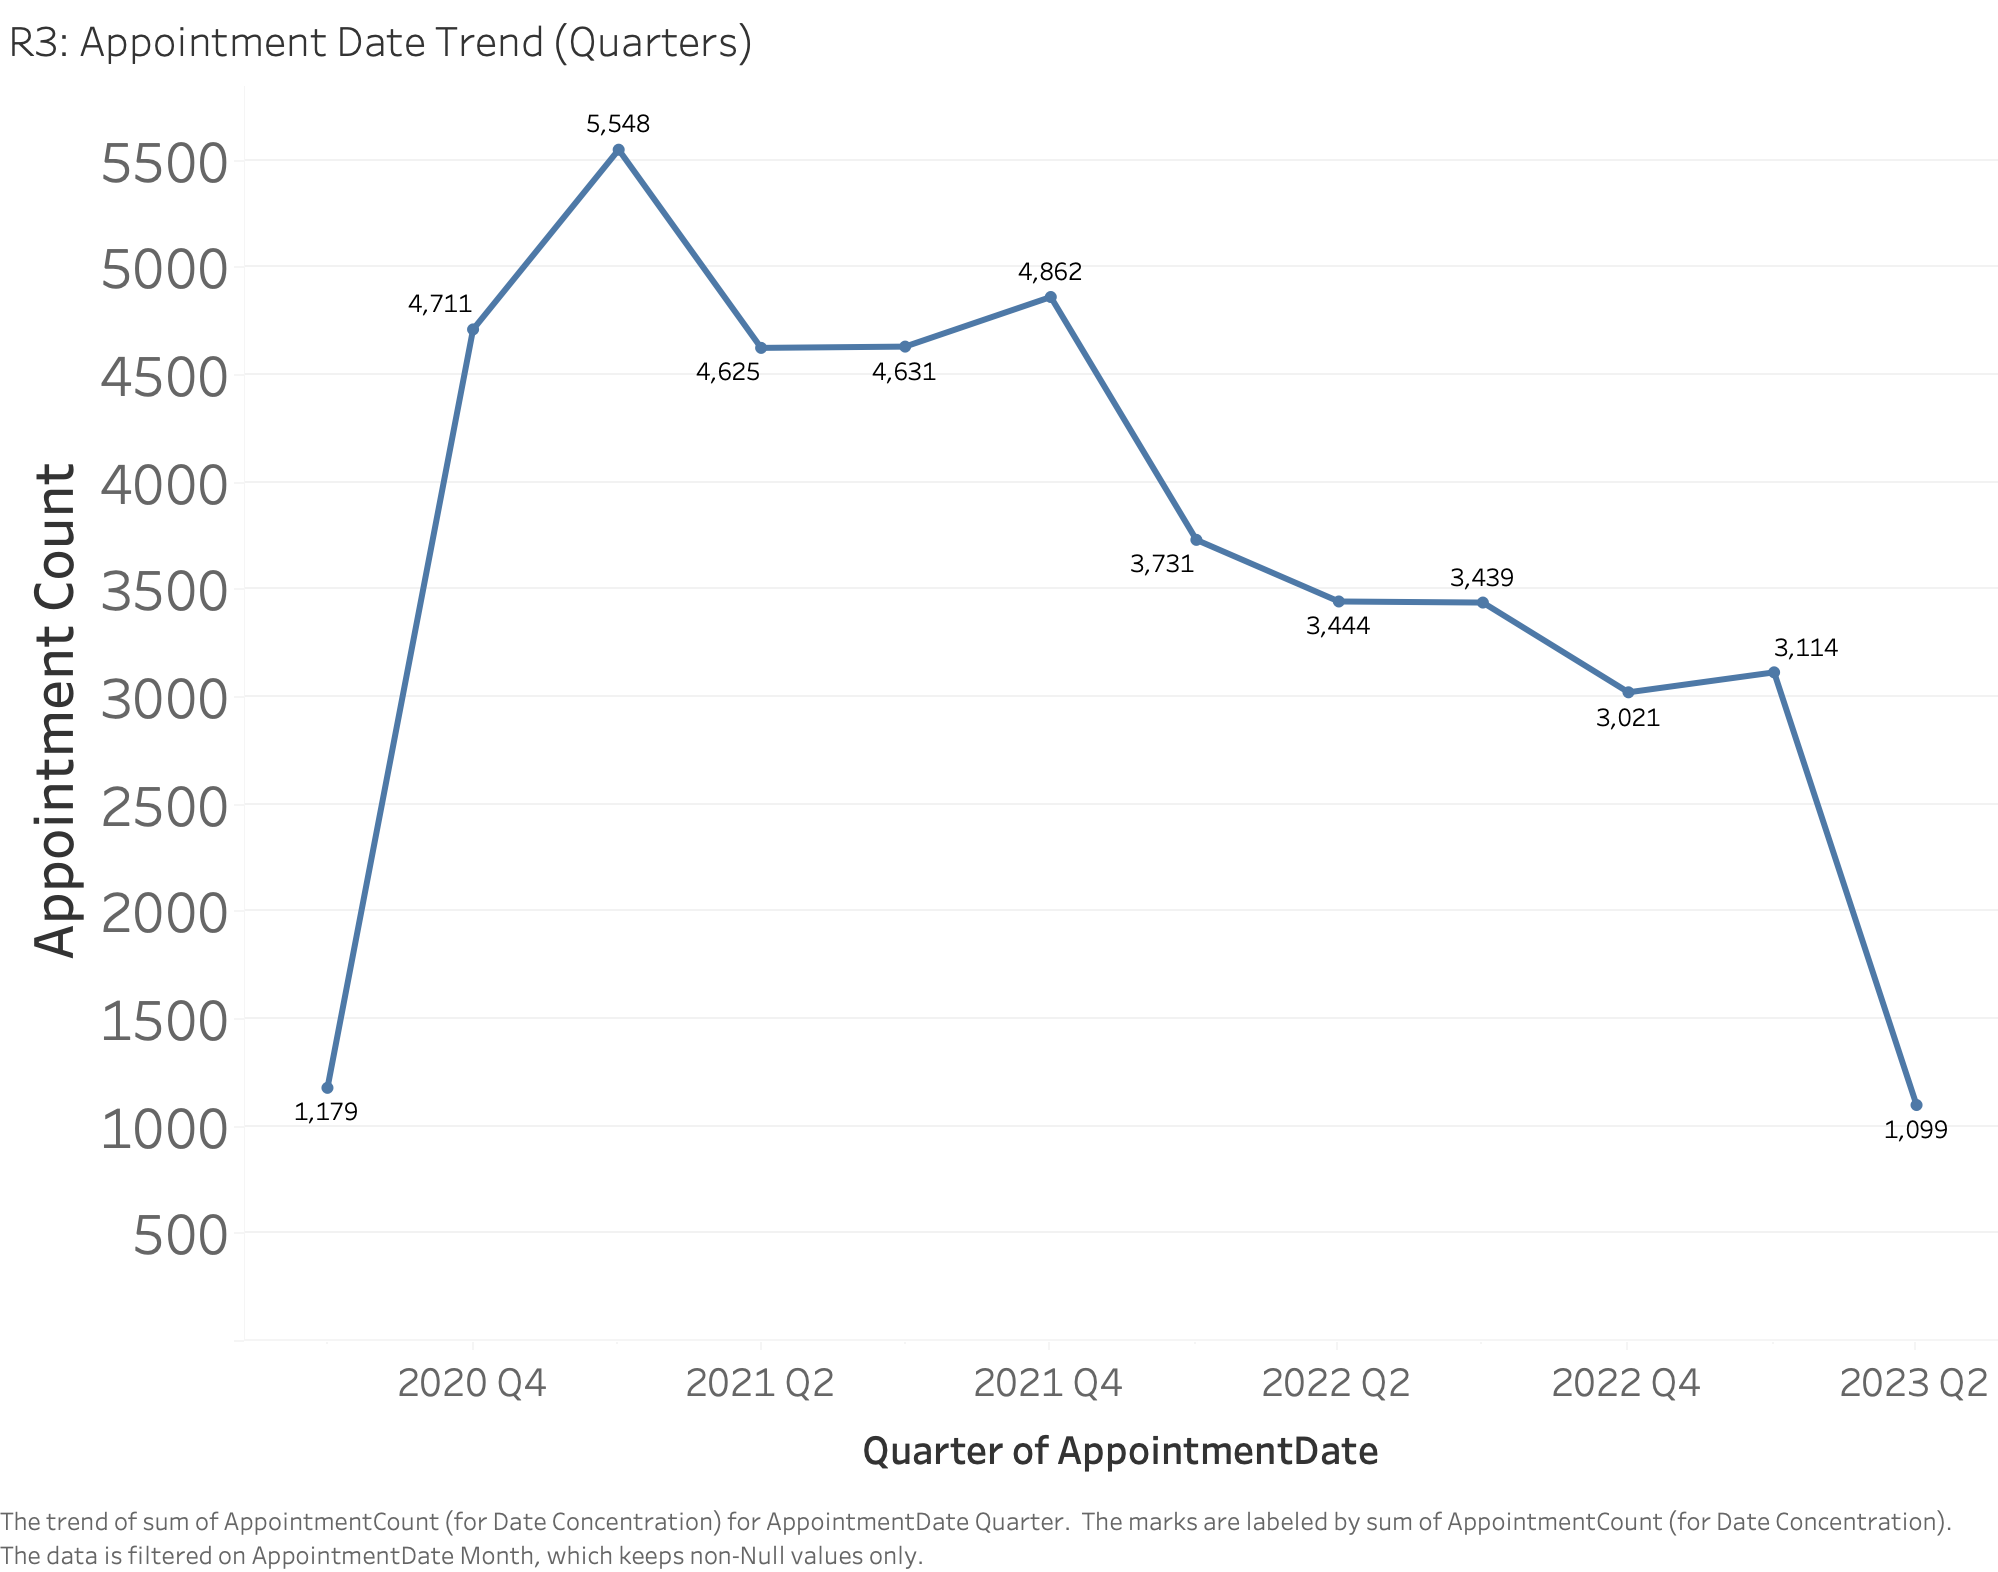 R3: Appointment Date Trend (Quarters)
5,548
5500
5000
4,862
4,711
4500
4,625
4,631
4000
3,731
3500
3,439
3,444
3,114
3000
3,021
2500
2000
1500
1,179
1000
1,099
500
Appointment Count
2020 Q4
2021 Q2
2021 Q4
2022 Q2
2022 Q4
2023 Q2
Quarter of AppointmentDate
The trend of sum of AppointmentCount (for Date Concentration) for AppointmentDate Quarter.  The marks are labeled by sum of AppointmentCount (for Date Concentration).
The data is filtered on AppointmentDate Month, which keeps non-Null values only.